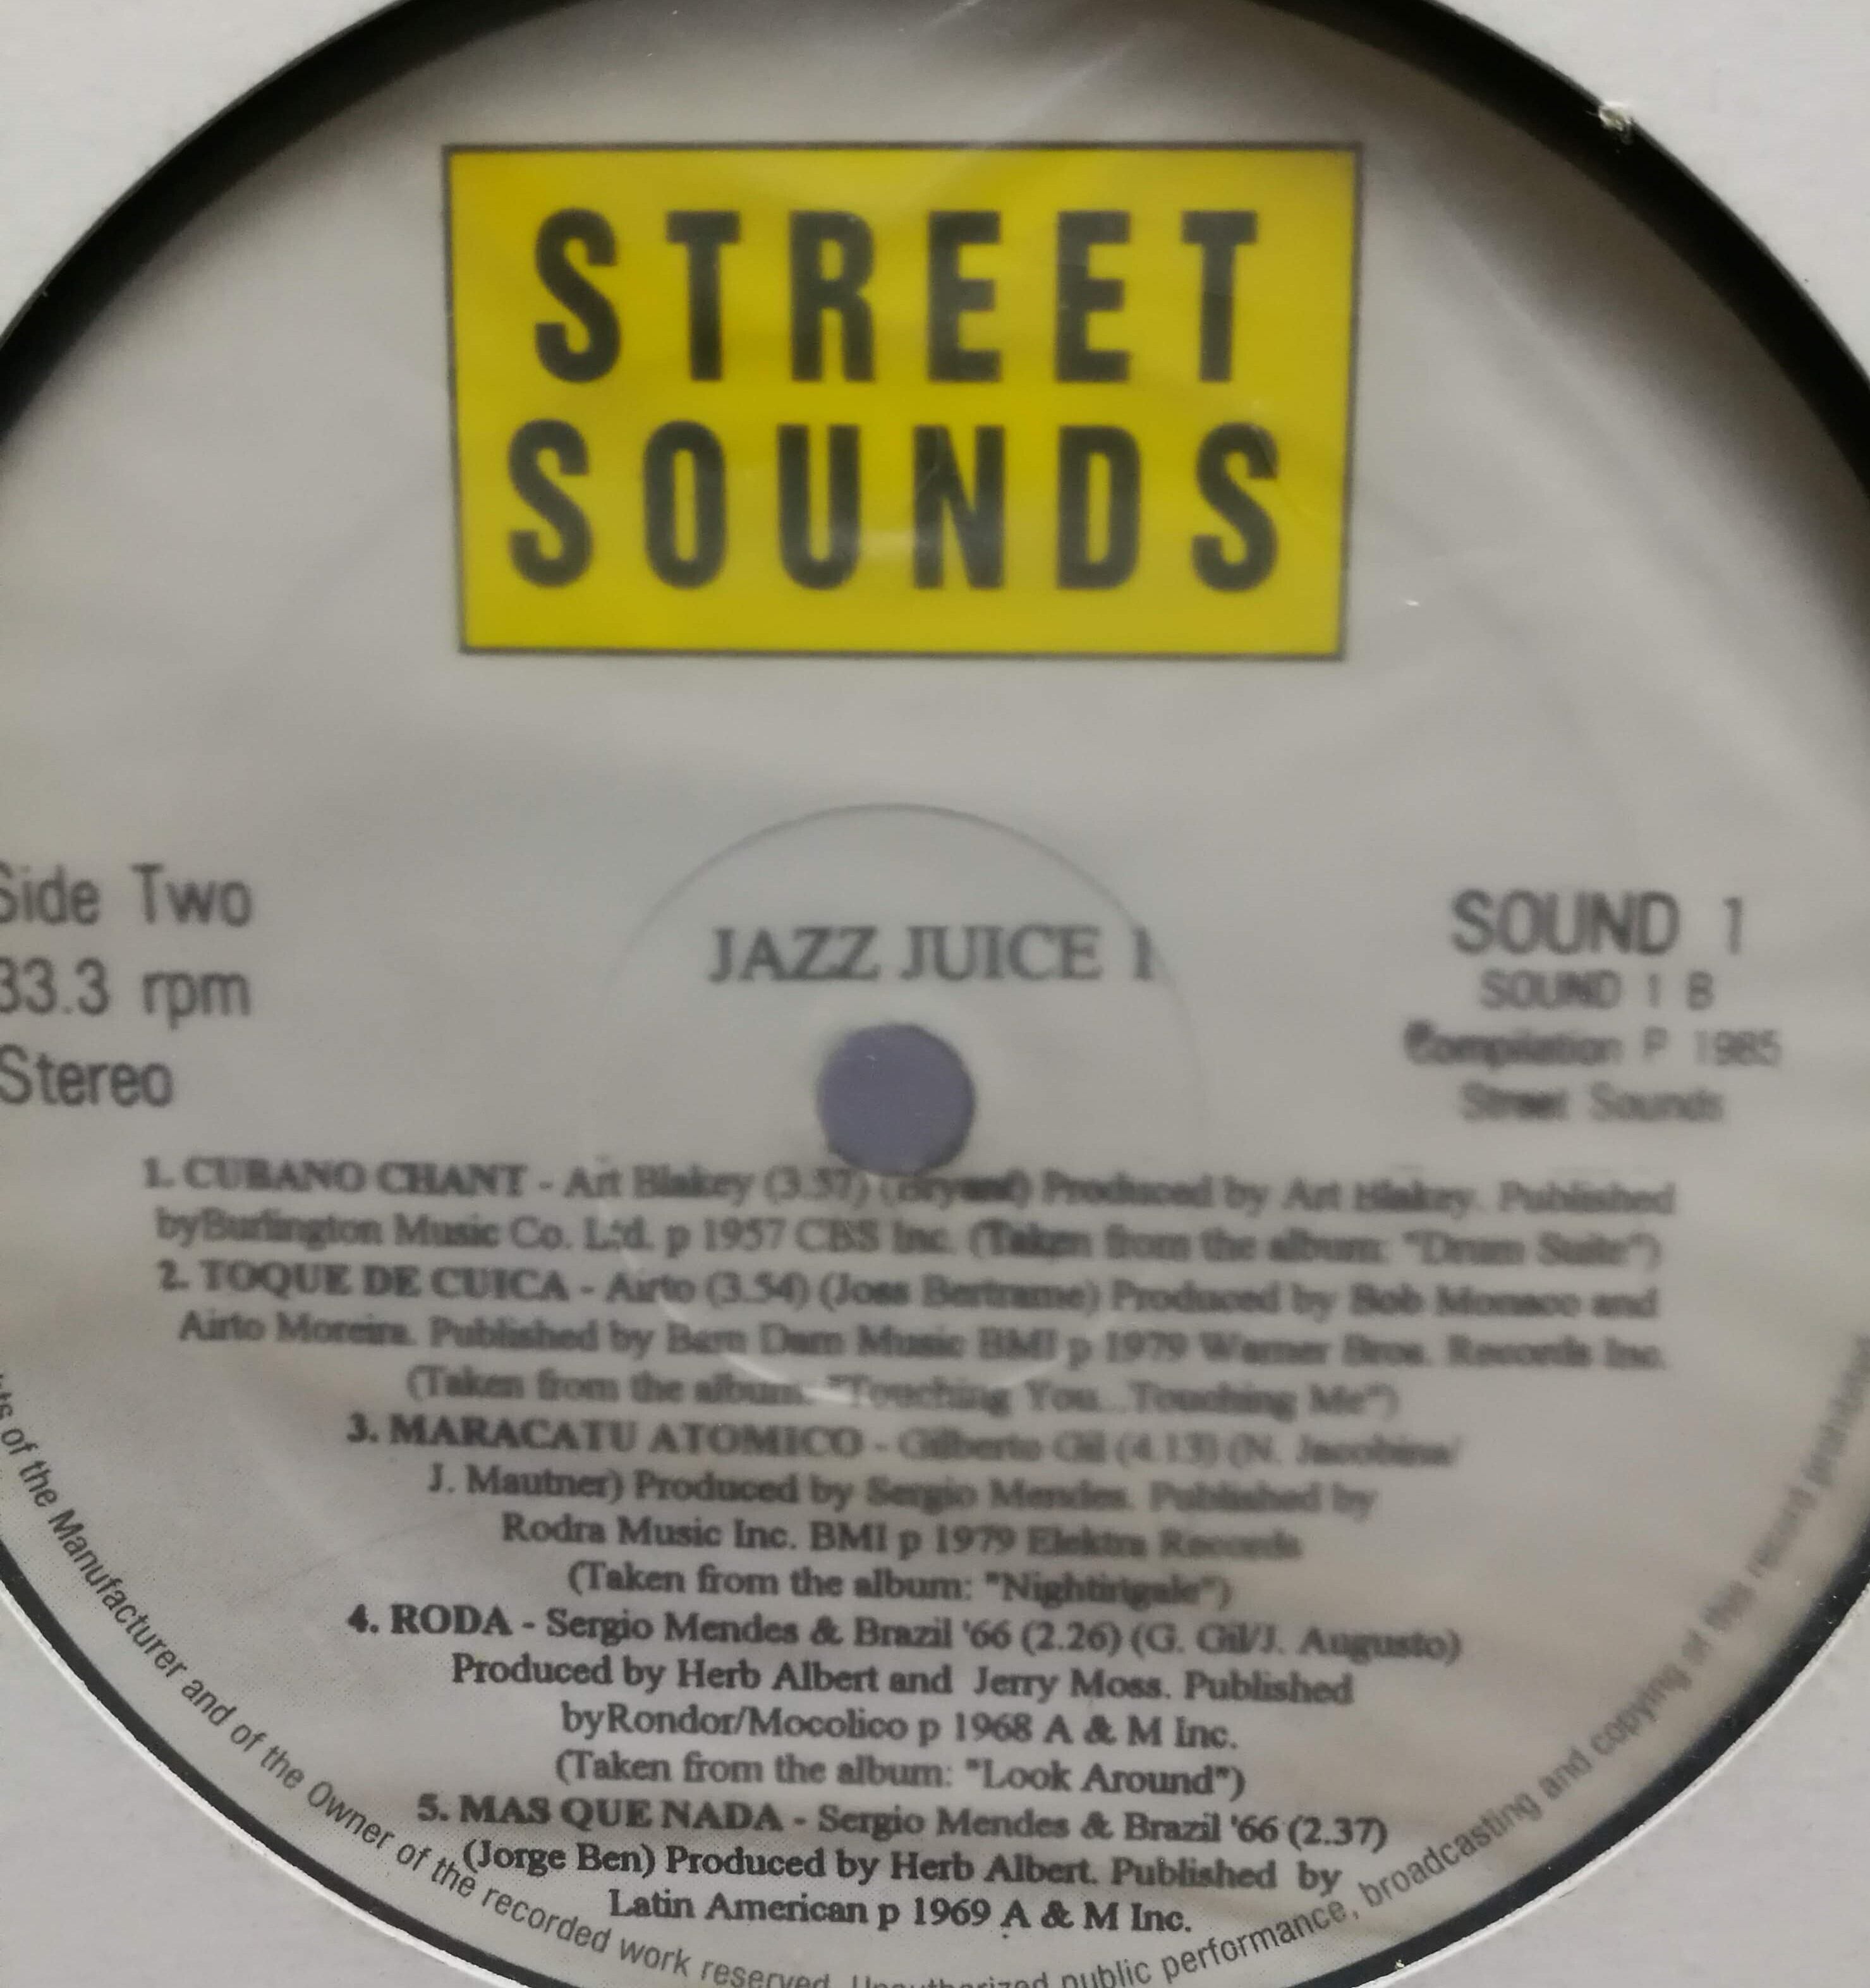 STREET
SOUNDS
Side Two
33.3 rpm
Stereo
JAZZ JUICE 1
SOUND 1
SOUND 1 B
Compilation P 1985
Street Sounds
1. CUBANO CHANT - Art Blakey (3.57) (Bryant) Produced by Art Blakey. Published
byBurlington Music Co. Ltd. p 1957 CBS Inc. (Taken from the album: "Drum Suite")
2. TOQUE DE CUICA - Airto (3.54) (Joss Bertrame) Produced by Bob Monaco and
Airto Moreira. Published by Bam Dam Music BMI p 1979 Warner Bros. Records Inc.
(Taken from the album: "Touching You...Touching Me")
3. MARACATU ATOMICO - Gilberto Gil (4.13) (N. Jacobina/
J. Mautner) Produced by Sergio Mendes. Published by
Rodra Music Inc. BMI p 1979 Elektra Records
(Taken from the album: "Nightingale")
4. RODA - Sergio Mendes & Brazil '66 (2.26) (G. Gil/J. Augusto)
Produced by Herb Albert and Jerry Moss. Published
byRondor/Mocolico p 1968 A & M Inc.
(Taken from the album: "Look Around")
5. MAS QUE NADA - Sergio Mendes & Brazil '66 (2.37)
(Jorge Ben) Produced by Herb Albert. Published by
Latin American p 1969 A & M Inc.
of the Manufacturer and of the Owner of the recorded work reserved. Unauthorized public performance, broadcasting and copying of this record prohibited